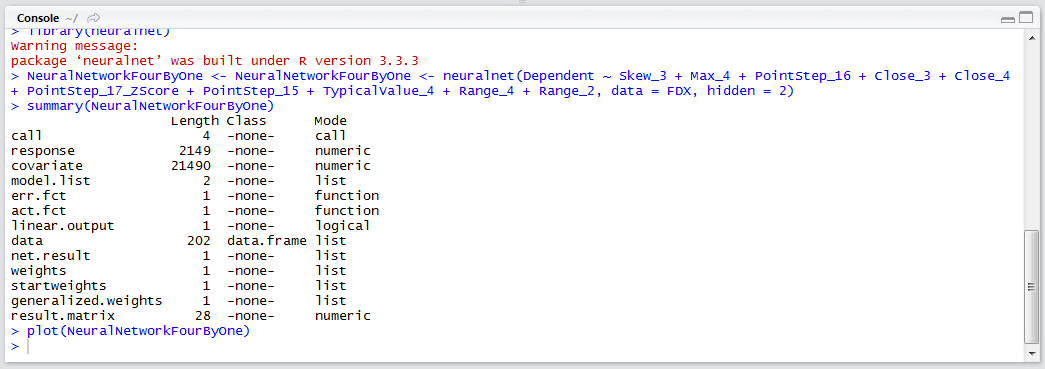 Console ~/
> library(neuralnet)
Warning message:
package ‘neuralnet’ was built under R version 3.3.3
> NeuralNetworkFourByOne <- NeuralNetworkFourByOne <- neuralnet(Dependent ~ Skew_3 + Max_4 + PointStep_16 + Close_3 + Close_4
+ PointStep_17_ZScore + PointStep_15 + TypicalValue_4 + Range_4 + Range_2, data = FDX, hidden = 2)
> summary(NeuralNetworkFourByOne)
Length Class Mode
call 4 -none- call
response 2149 -none- numeric
covariate 21490 -none- numeric
model.list 2 -none- list
err.fct 1 -none- function
act.fct 1 -none- function
linear.output 1 -none- logical
data 202 data.frame list
net.result 1 -none- list
weights 1 -none- list
startweights 1 -none- list
generalized.weights 1 -none- list
result.matrix 28 -none- numeric
> plot(NeuralNetworkFourByOne)
>